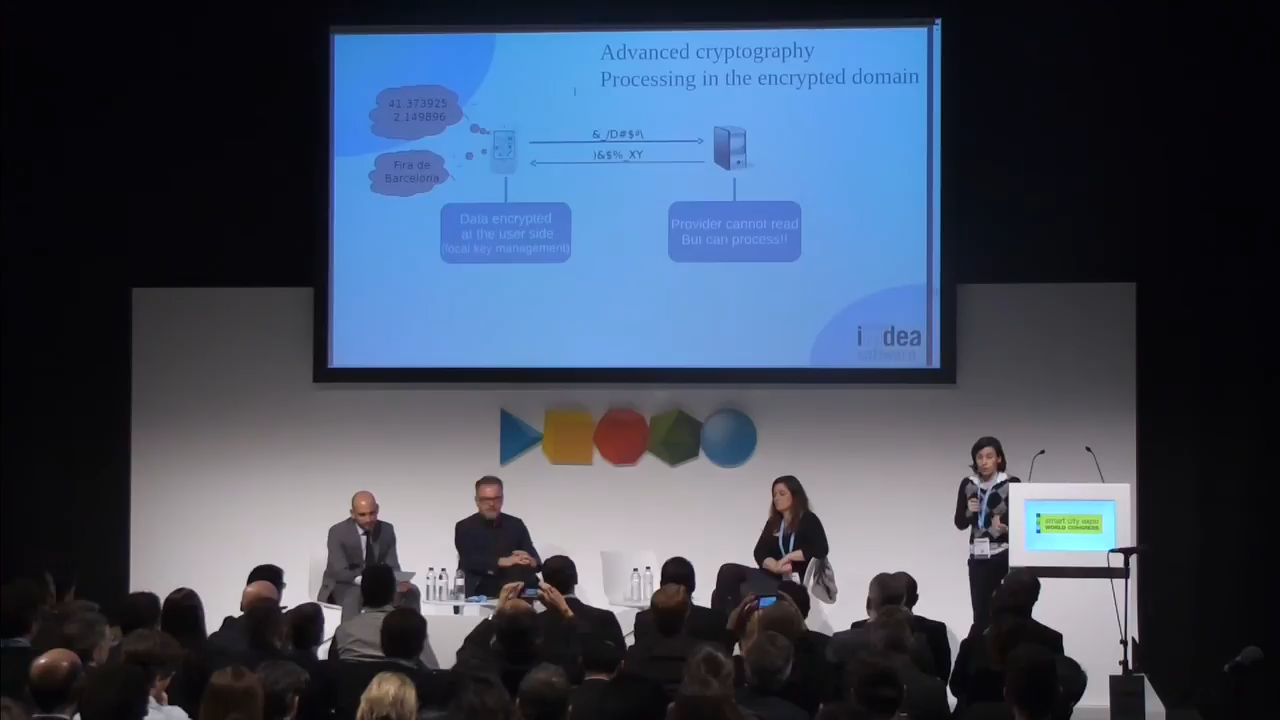 Advanced cryptography
Processing in the encrypted domain
41.373925
2.149896
&_/D#$#\
)&$%_XY
Fira de
Barcelona
Data encrypted
at the user side
(local key management)
Provider cannot read
But can process!!
i dea
software
smart city expo
WORLD CONGRESS